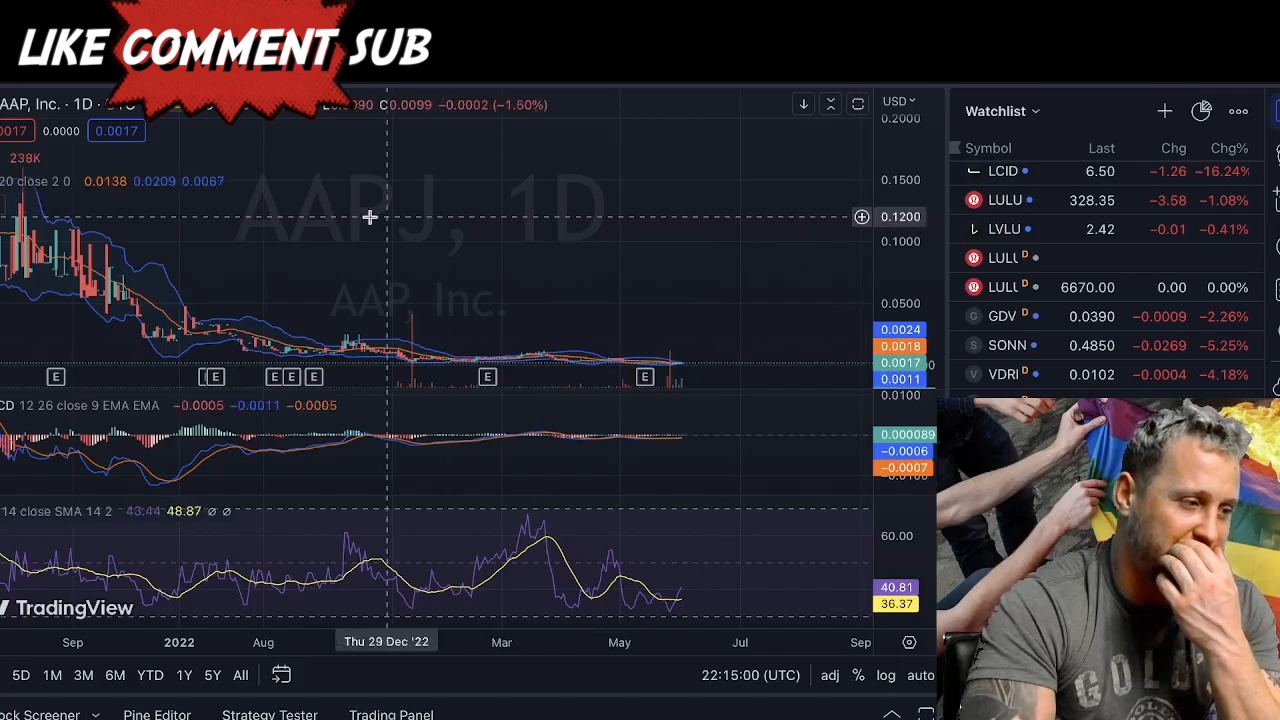 LIKE COMMENT SUB
AAP, Inc. · 1D · C0.0099 −0.0002 (−1.50%)
USD
0017 0.0000 0.0017
238K
20 close 2 0 0.0138 0.0209 0.0067
AAPJ, 1D
AAP, Inc.
0.2000
0.1500
0.1200
0.1000
0.0500
0.0024
0.0018
0.0017
0.0011
0.0100
E E E E E E E
CD 12 26 close 9 EMA EMA −0.0005 −0.0011 −0.0005
0.000089
−0.0006
−0.0007
14 close SMA 14 2 43.44 48.87 ∅ ∅
60.00
40.81
36.37
TradingView
Sep 2022 Aug Thu 29 Dec '22 Mar May Jul Sep
5D 1M 3M 6M YTD 1Y 5Y All 22:15:00 (UTC) adj % log auto
ock Screener Pine Editor Strategy Tester Trading Panel
Watchlist
Symbol Last Chg Chg%
LCID 6.50 −1.26 −16.24%
LULU 328.35 −3.58 −1.08%
LVLU 2.42 −0.01 −0.41%
LULU D
LULU D 6670.00 0.00 0.00%
GDV D 0.0390 −0.0009 −2.26%
SONN 0.4850 −0.0269 −5.25%
VDRI D 0.0102 −0.0004 −4.18%
GOLD'S